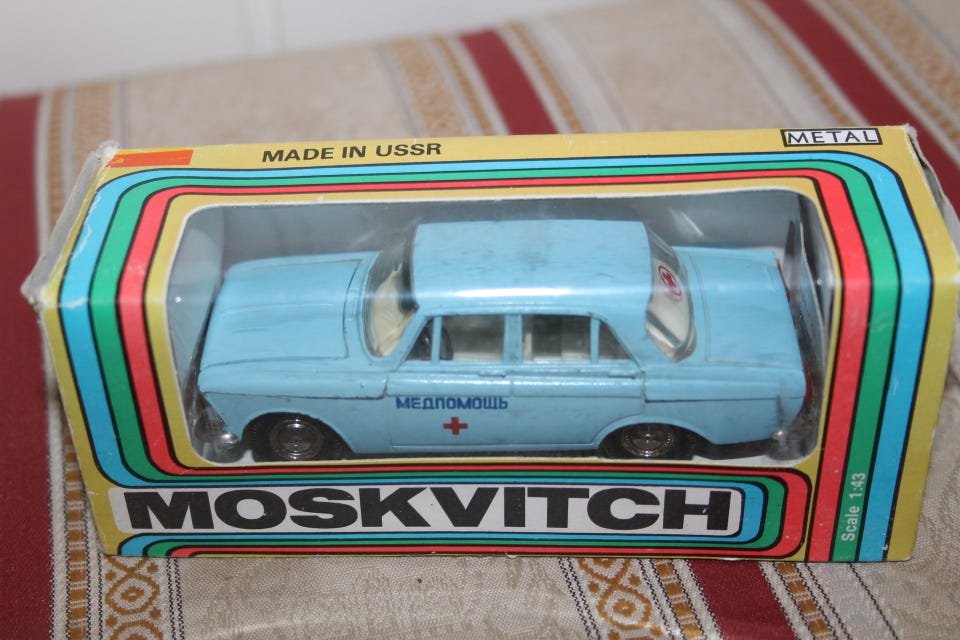 MADE IN USSR
METAL
МЕДПОМОЩЬ
MOSKVITCH
Scale 1:43